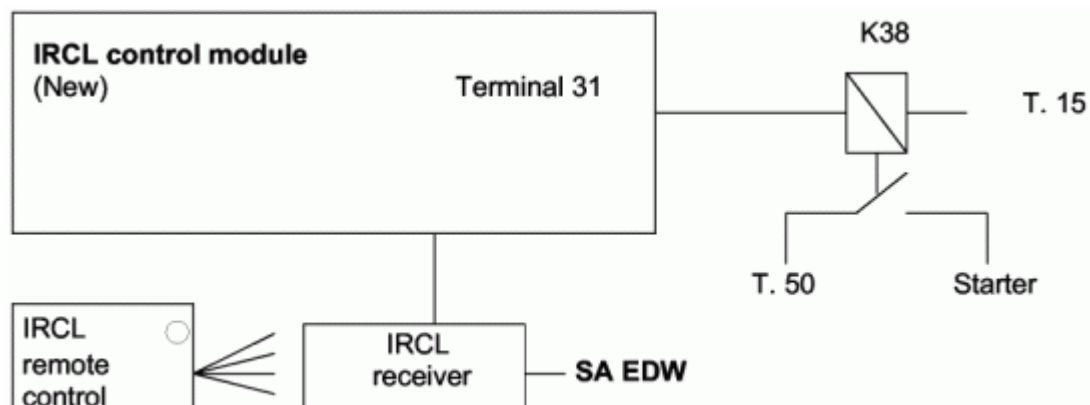 IRCL control module
(New)
Terminal 31
K38
T. 15
T. 50
Starter
IRCL
remote
control
IRCL
receiver
SA EDW